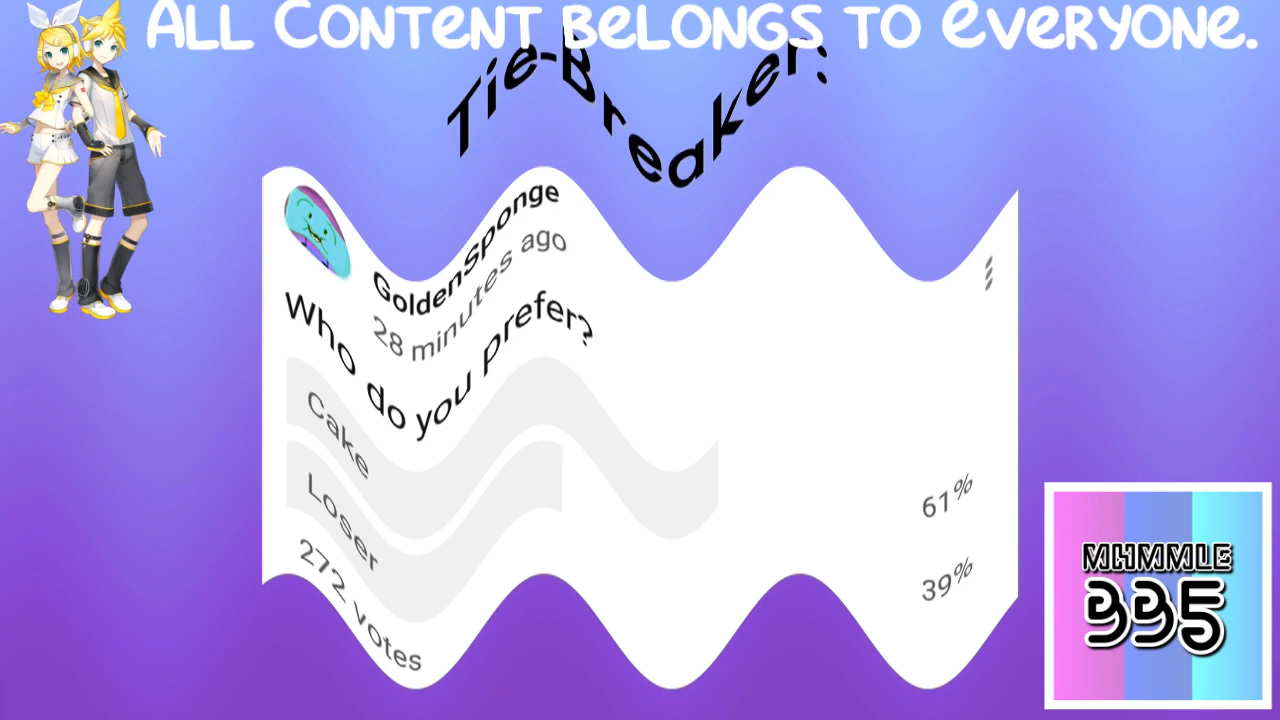 ALL CONTENT BELONGS TO EVERYONE.
Tie-Breaker:
GoldenSponge
28 minutes ago
Who do you prefer?
Cake
61%
Loser
39%
272 votes
MHMMLE
335